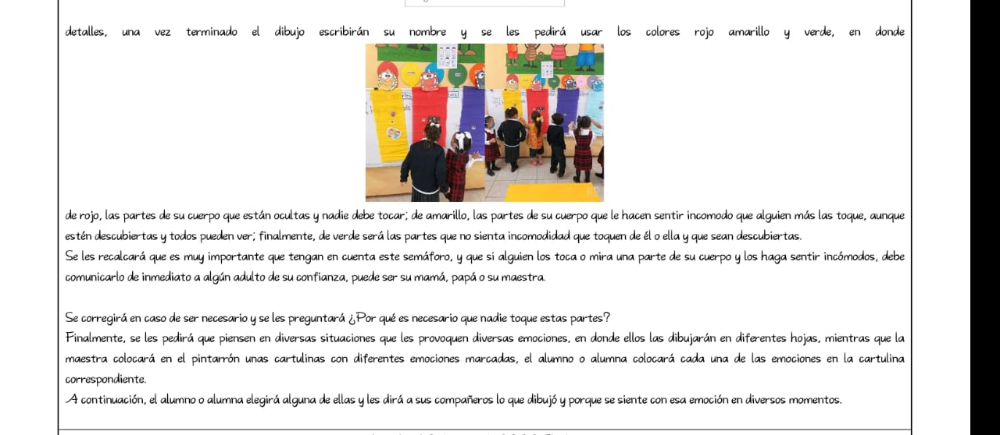 detalles, una vez terminado el dibujo escribirán su nombre y se les pedirá usar los colores rojo amarillo y verde, en donde
de rojo, las partes de su cuerpo que están ocultas y nadie debe tocar; de amarillo, las partes de su cuerpo que le hacen sentir incomodo que alguien más las toque, aunque
estén descubiertas y todos pueden ver; finalmente, de verde será las partes que no sienta incomodidad que toquen de él o ella y que sean descubiertas.
Se les recalcará que es muy importante que tengan en cuenta este semáforo, y que si alguien los toca o mira una parte de su cuerpo y los haga sentir incómodos, debe
comunicarlo de inmediato a algún adulto de su confianza, puede ser su mamá, papá o su maestra.
Se corregirá en caso de ser necesario y se les preguntará ¿Por qué es necesario que nadie toque estas partes?
Finalmente, se les pedirá que piensen en diversas situaciones que les provoquen diversas emociones, en donde ellos las dibujarán en diferentes hojas, mientras que la
maestra colocará en el pintarrón unas cartulinas con diferentes emociones marcadas, el alumno o alumna colocará cada una de las emociones en la cartulina
correspondiente.
A continuación, el alumno o alumna elegirá alguna de ellas y les dirá a sus compañeros lo que dibujó y porque se siente con esa emoción en diversos momentos.